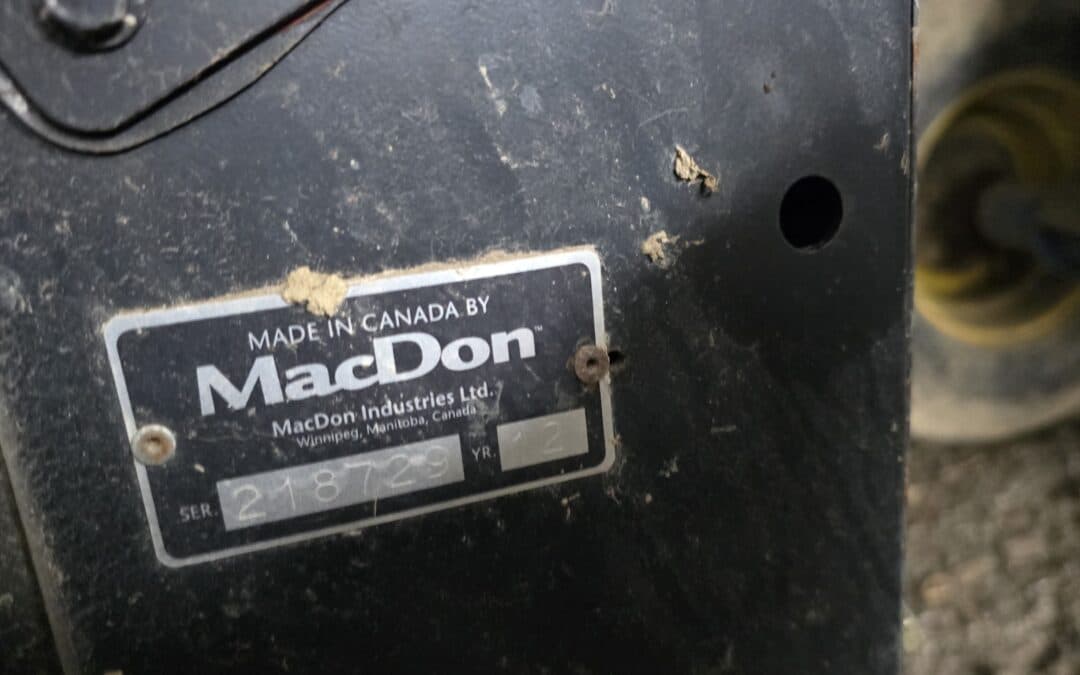 MADE IN CANADA BY
MacDon™
MacDon Industries Ltd.
Winnipeg, Manitoba, Canada
SER. 218729 YR. 12